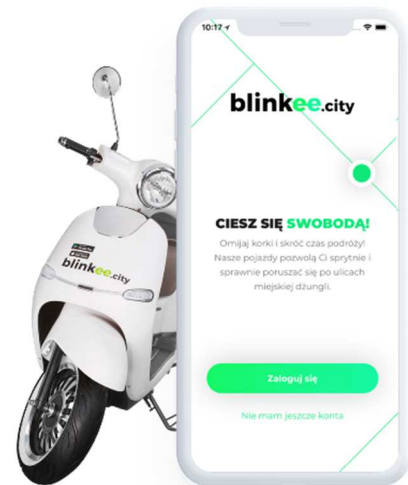 10:17
blinkee.city
CIESZ SIĘ SWOBODĄ!
Omijaj korki i skróć czas podróży!
Nasze pojazdy pozwolą Ci sprytnie i
sprawnie poruszać się po ulicach
miejskiej dżungli.
Zaloguj się
Nie mam jeszcze konta
blinkee.city